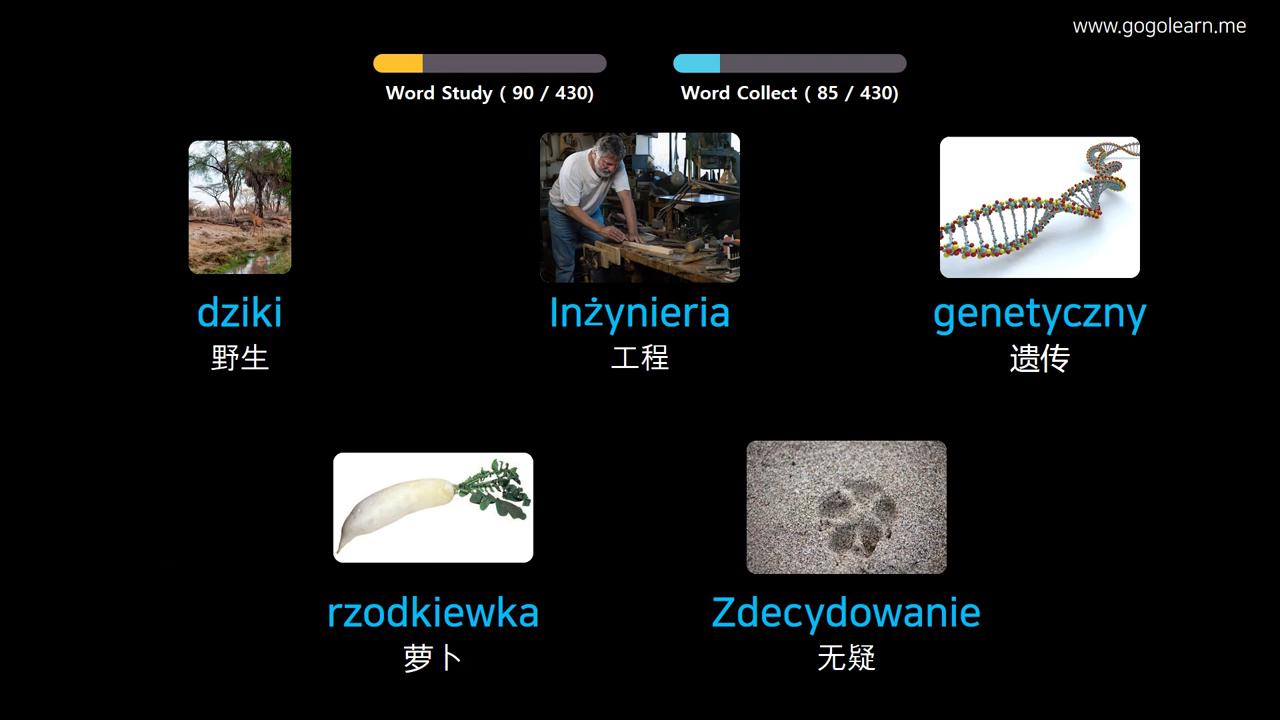 www.gogolearn.me
Word Study ( 90 / 430)
Word Collect ( 85 / 430)
dziki
野生
Inżynieria
工程
genetyczny
遗传
rzodkiewka
萝卜
Zdecydowanie
无疑